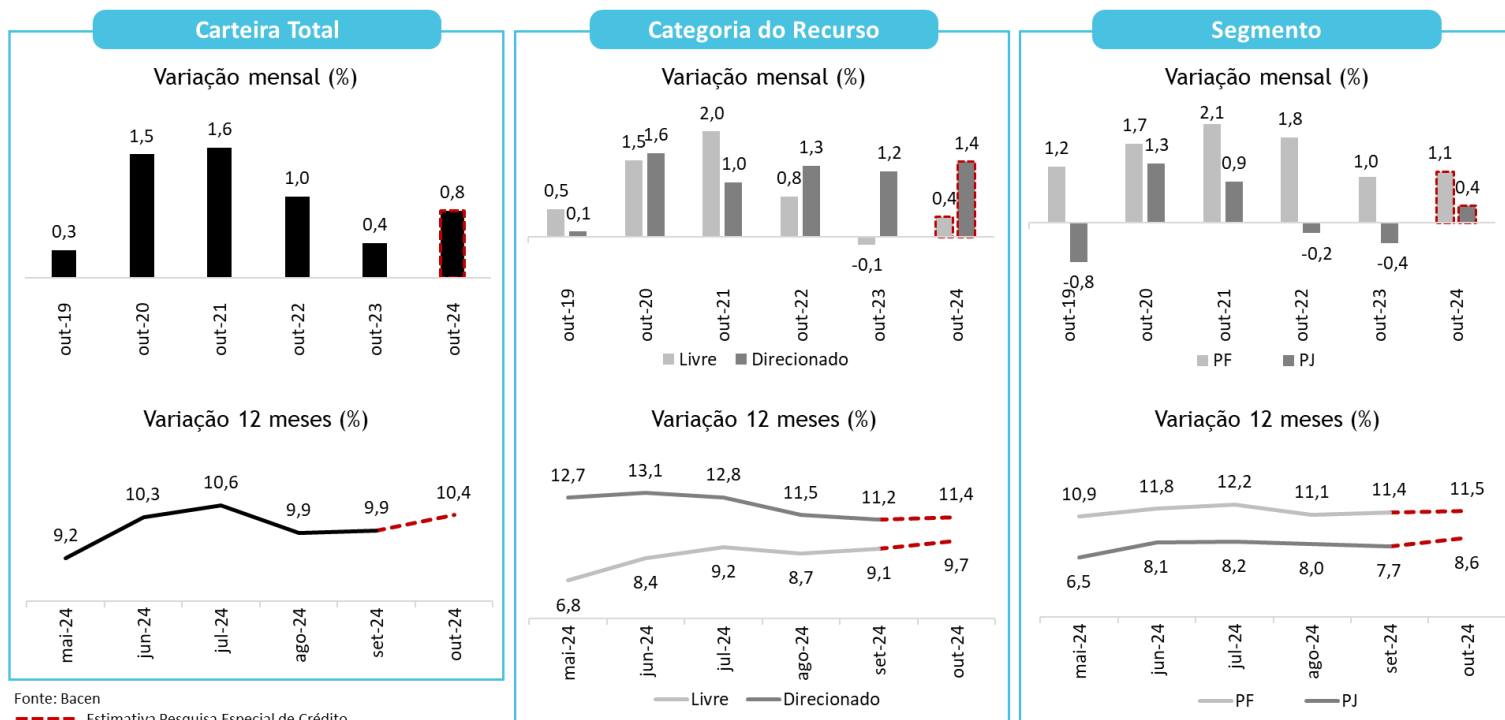 Carteira Total
Variação mensal (%)
0,3
1,5
1,6
1,0
0,4
0,8
out-19
out-20
out-21
out-22
out-23
out-24
Variação 12 meses (%)
9,2
10,3
10,6
9,9
9,9
10,4
mai-24
jun-24
jul-24
ago-24
set-24
out-24
Fonte: Bacen
Estimativa Pesquisa Especial de Crédito
Categoria do Recurso
Variação mensal (%)
0,5
0,1
1,5
1,6
2,0
1,0
0,8
1,3
-0,1
1,2
0,4
1,4
out-19
out-20
out-21
out-22
out-23
out-24
Livre Direcionado
Variação 12 meses (%)
12,7
13,1
12,8
11,5
11,2
11,4
6,8
8,4
9,2
8,7
9,1
9,7
mai-24
jun-24
jul-24
ago-24
set-24
out-24
Livre Direcionado
Segmento
Variação mensal (%)
1,2
-0,8
1,7
1,3
2,1
0,9
1,8
-0,2
1,0
-0,4
1,1
0,4
out-19
out-20
out-21
out-22
out-23
out-24
PF PJ
Variação 12 meses (%)
10,9
11,8
12,2
11,1
11,4
11,5
6,5
8,1
8,2
8,0
7,7
8,6
mai-24
jun-24
jul-24
ago-24
set-24
out-24
PF PJ